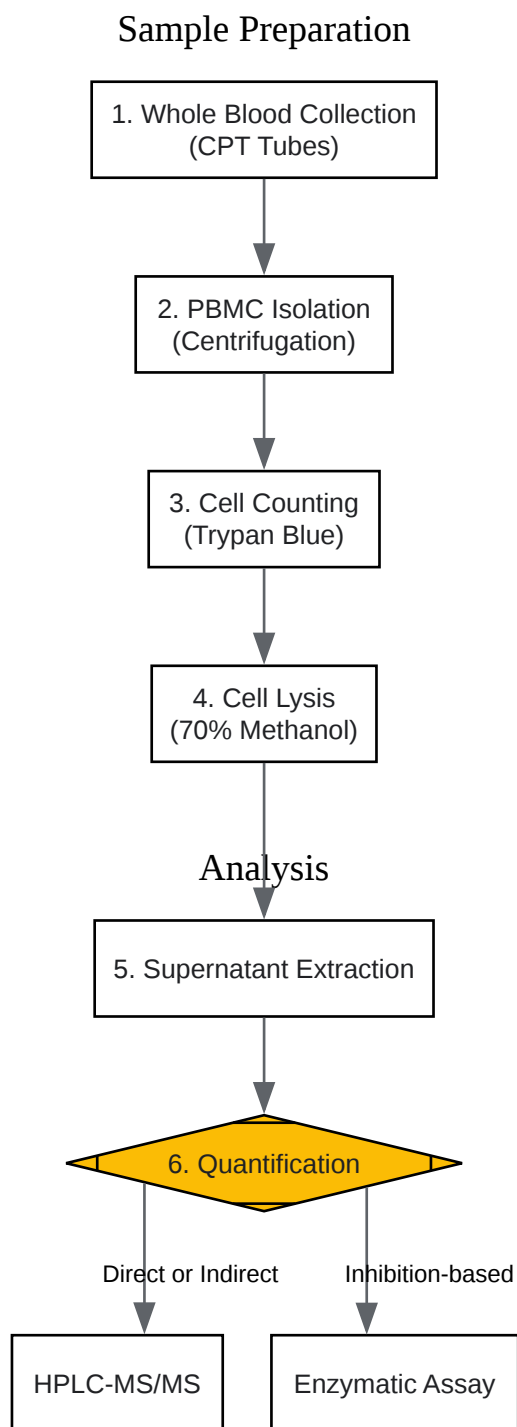 Sample Preparation
1. Whole Blood Collection
(CPT Tubes)
2. PBMC Isolation
(Centrifugation)
3. Cell Counting
(Trypan Blue)
4. Cell Lysis
(70% Methanol)
Analysis
5. Supernatant Extraction
6. Quantification
Direct or Indirect
Inhibition-based
HPLC-MS/MS
Enzymatic Assay